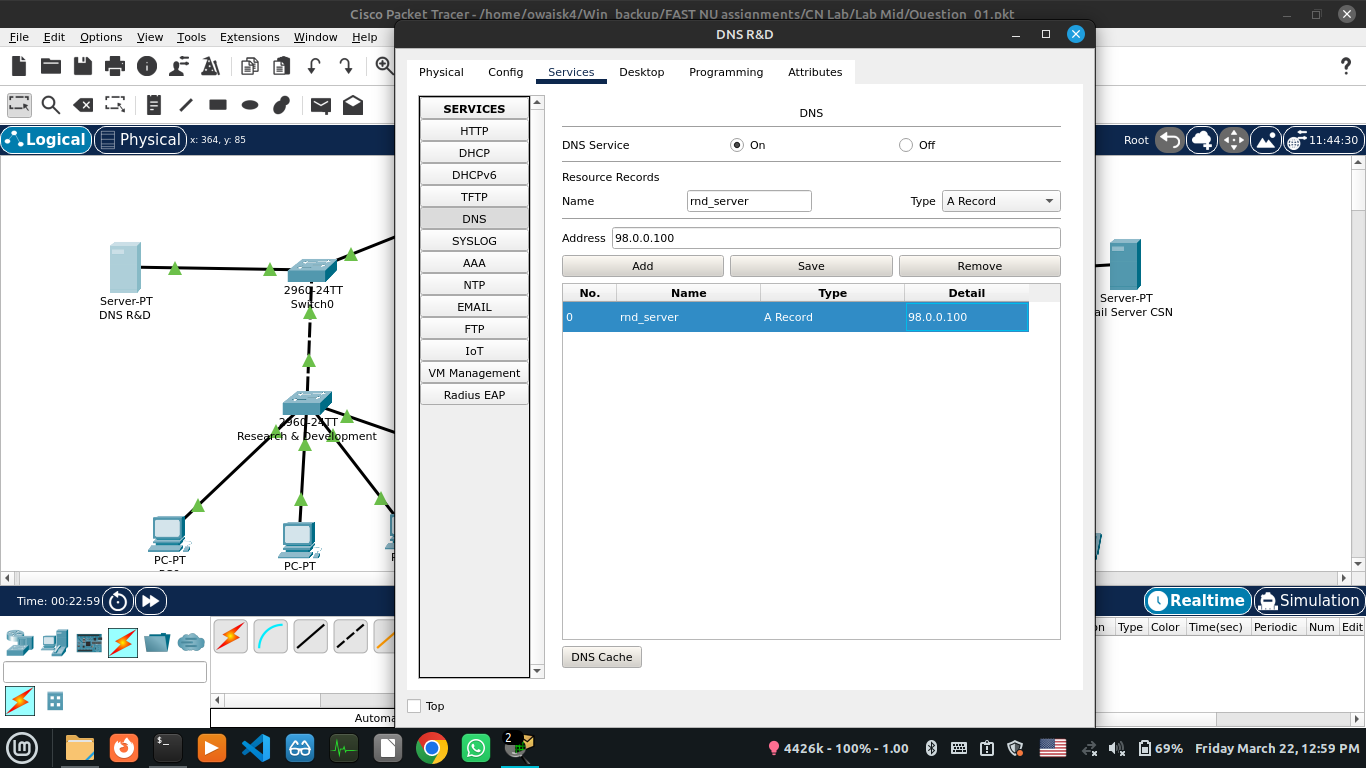 Cisco Packet Tracer - /home/owaisk4/Win_backup/FAST NU assignments/CN Lab/Lab Mid/Question_01.pkt
DNS R&D
File Edit Options View Tools Extensions Window Help
Physical Config Services Desktop Programming Attributes
Logical Physical x: 364, y: 85
Root 11:44:30
SERVICES
HTTP
DHCP
DHCPv6
TFTP
DNS
SYSLOG
AAA
NTP
EMAIL
FTP
IoT
VM Management
Radius EAP
DNS
DNS Service On Off
Resource Records
Name rnd_server Type A Record
Address 98.0.0.100
Add Save Remove
No. Name Type Detail
0 rnd_server A Record 98.0.0.100
DNS Cache
Top
Server-PT
DNS R&D
2960-24TT
Switch0
2960-24TT
Research & Development
PC-PT
PC-PT
Server-PT
ail Server CSN
Time: 00:22:59
Realtime Simulation
Type Color Time(sec) Periodic Num Edit
Automa
2
4426k - 100% - 1.00
69% Friday March 22, 12:59 PM